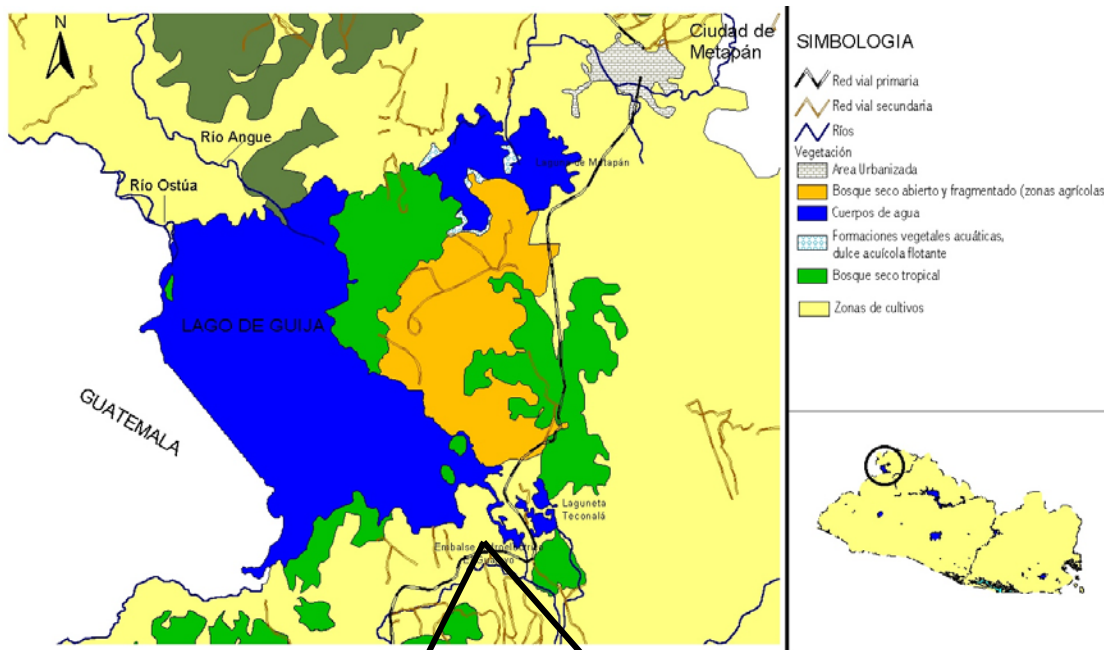 N
Ciudad de
Metapán
Río Angue
Laguna de Metapán
Río Ostúa
LAGO DE GUIJA
GUATEMALA
Laguneta
Teconalá
Embalse
SIMBOLOGIA
Red vial primaria
Red vial secundaria
Ríos
Vegetación
Area Urbanizada
Bosque seco abierto y fragmentado (zonas agrícolas
Cuerpos de agua
Formaciones vegetales acuáticas,
dulce acuícola flotante
Bosque seco tropical
Zonas de cultivos